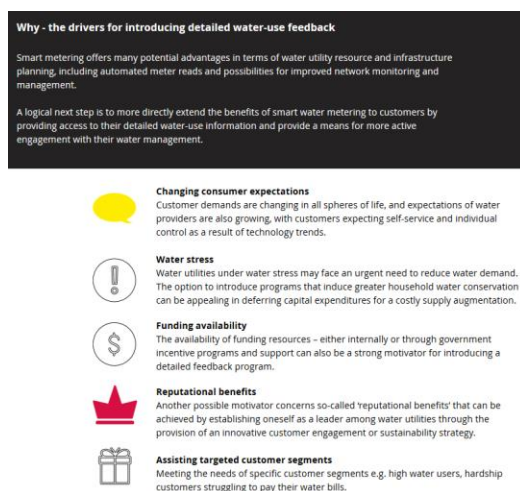 Why - the drivers for introducing detailed water-use feedback
Smart metering offers many potential advantages in terms of water utility resource and infrastructure
planning, including automated meter reads and possibilities for improved network monitoring and
management.
A logical next step is to more directly extend the benefits of smart water metering to customers by
providing access to their detailed water-use information and provide a means for more active
engagement with their water management.
Changing consumer expectations
Customer demands are changing in all spheres of life, and expectations of water
providers are also growing, with customers expecting self-service and individual
control as a result of technology trends.
Water stress
Water utilities under water stress may face an urgent need to reduce water demand.
The option to introduce programs that induce greater household water conservation
can be appealing in deferring capital expenditures for a costly supply augmentation.
Funding availability
The availability of funding resources – either internally or through government
incentive programs and support can also be a strong motivator for introducing a
detailed feedback program.
Reputational benefits
Another possible motivator concerns so-called 'reputational benefits' that can be
achieved by establishing oneself as a leader among water utilities through the
provision of an innovative customer engagement or sustainability strategy.
Assisting targeted customer segments
Meeting the needs of specific customer segments e.g. high water users, hardship
customers struggling to pay their water bills.